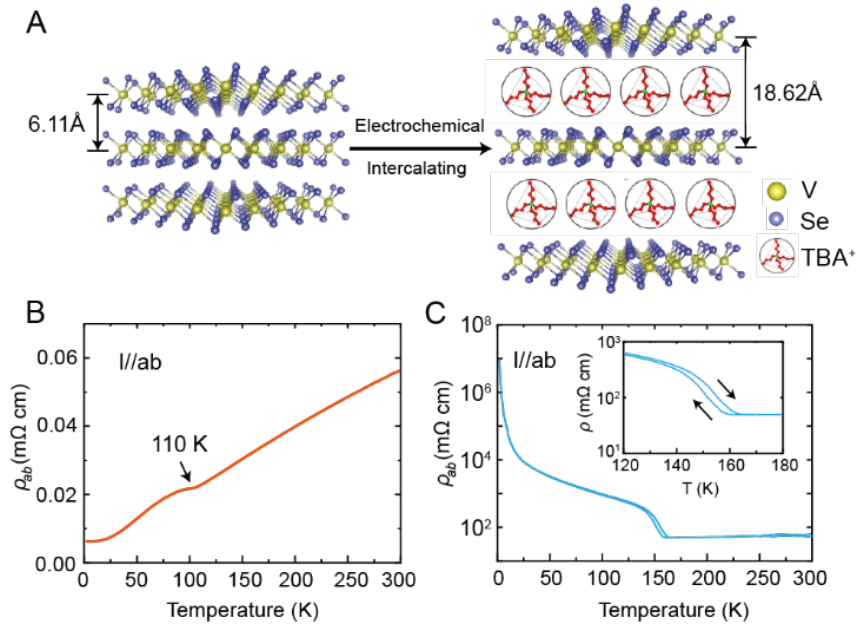 A
6.11Å
Electrochemical
Intercalating
18.62Å
V
Se
TBA⁺
B
I//ab
110 K
ρab (mΩ cm)
0.06
0.04
0.02
0.00
0 50 100 150 200 250 300
Temperature (K)
C
I//ab
ρab (mΩ cm)
10⁸
10⁶
10⁴
10²
0 50 100 150 200 250 300
Temperature (K)
ρ (mΩ cm)
10³
10²
10¹
120 140 160 180
T (K)